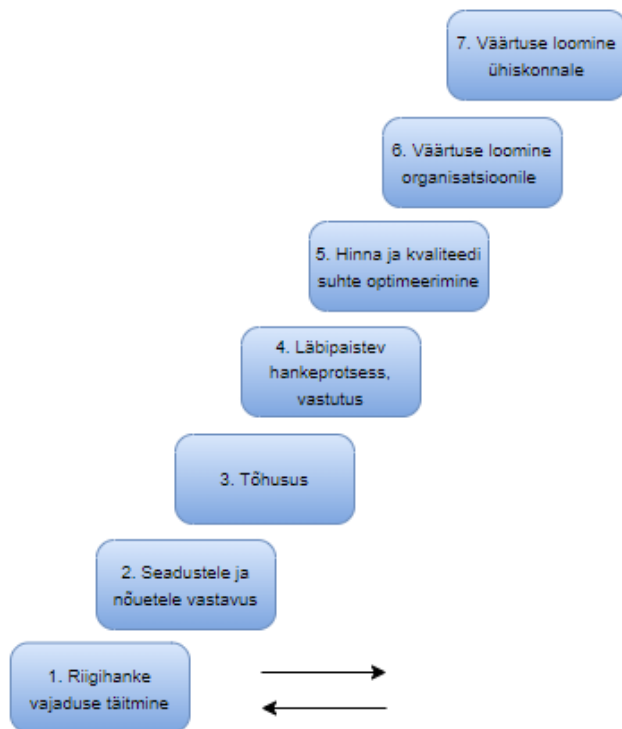 7. Väärtuse loomine
ühiskonnale
6. Väärtuse loomine
organisatsioonile
5. Hinna ja kvaliteedi
suhte optimeerimine
4. Läbipaistev
hankeprotsess,
vastutus
3. Tõhusus
2. Seadustele ja
nõuetele vastavus
1. Riigihanke
vajaduse täitmine